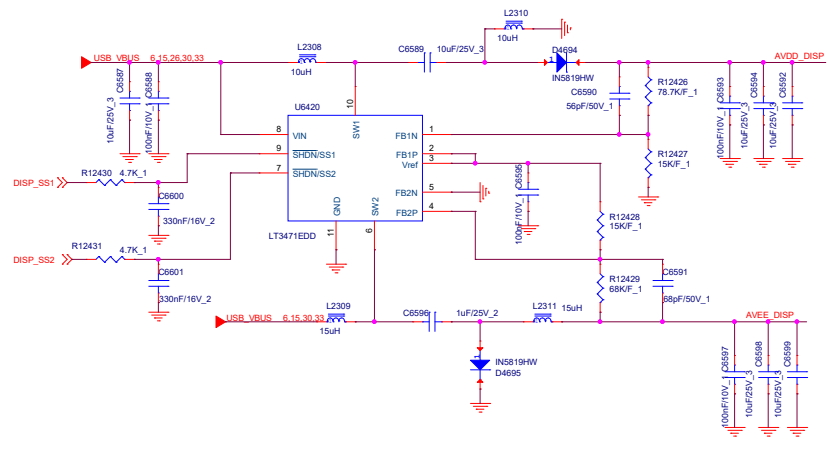 L2310
10uH
USB_VBUS 6,15,26,30,33
L2308
10uH
C6589
10uF/25V_3
D4694
1
IN5819HW
AVDD_DISP
C6587
10uF/25V_3
C6588
100nF/10V_1
C6590
56pF/50V_1
R12426
78.7K/F_1
C6593
100nF/10V_1
C6594
10uF/25V_3
C6592
10uF/25V_3
U6420
10
SW1
8
VIN
FB1N
1
9
SHDN/SS1
FB1P
2
Vref
3
7
SHDN/SS2
FB2N
5
FB2P
4
GND
11
SW2
6
LT3471EDD
R12427
15K/F_1
C6595
100nF/10V_1
DISP_SS1
R12430
4.7K_1
C6600
330nF/16V_2
R12428
15K/F_1
DISP_SS2
R12431
4.7K_1
C6601
330nF/16V_2
R12429
68K/F_1
C6591
68pF/50V_1
USB_VBUS 6,15,30,33
L2309
15uH
C6596
1uF/25V_2
L2311
15uH
AVEE_DISP
1
IN5819HW
D4695
C6597
100nF/10V_1
C6598
10uF/25V_3
C6599
10uF/25V_3